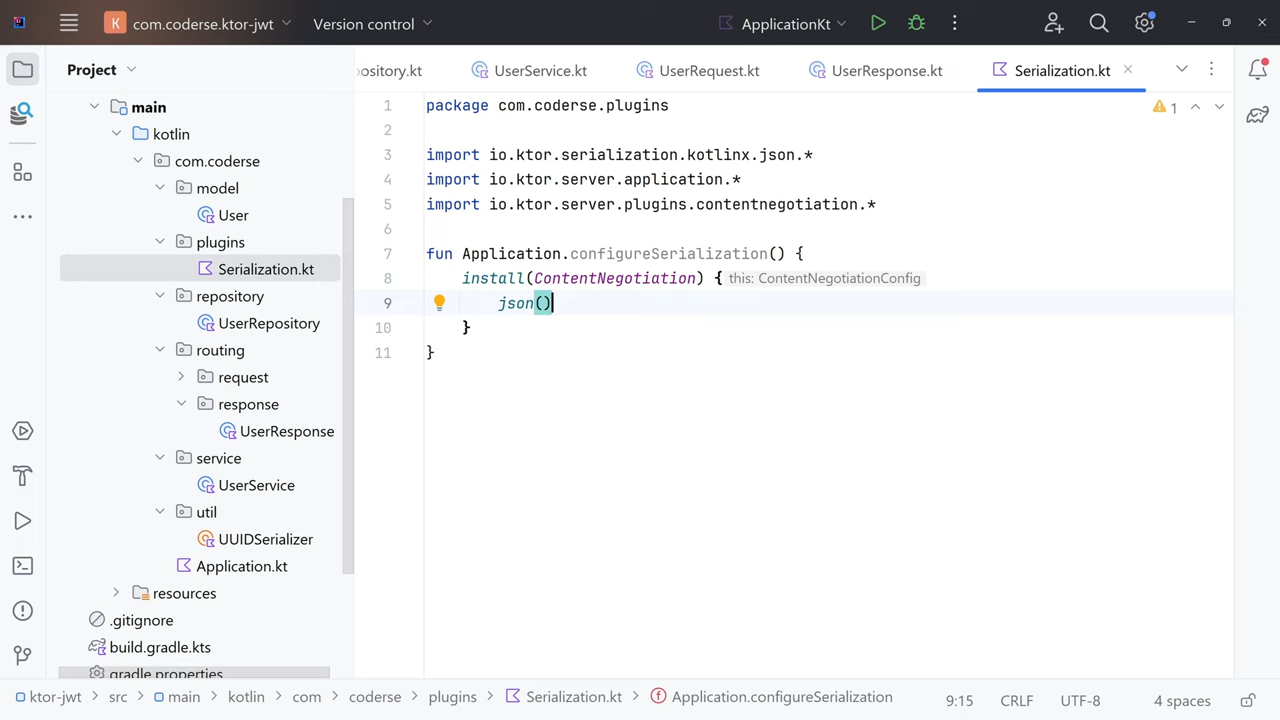 K com.coderse.ktor-jwt
Version control
ApplicationKt
Project
pository.kt
UserService.kt
UserRequest.kt
UserResponse.kt
Serialization.kt
main
kotlin
com.coderse
model
User
plugins
Serialization.kt
repository
UserRepository
routing
request
response
UserResponse
service
UserService
util
UUIDSerializer
Application.kt
resources
.gitignore
build.gradle.kts
gradle.properties
1 package com.coderse.plugins
2
3 import io.ktor.serialization.kotlinx.json.*
4 import io.ktor.server.application.*
5 import io.ktor.server.plugins.contentnegotiation.*
6
7 fun Application.configureSerialization() {
8 install(ContentNegotiation) { this: ContentNegotiationConfig
9 json()
10 }
11 }
1
ktor-jwt > src > main > kotlin > com > coderse > plugins > Serialization.kt > Application.configureSerialization
9:15
CRLF
UTF-8
4 spaces